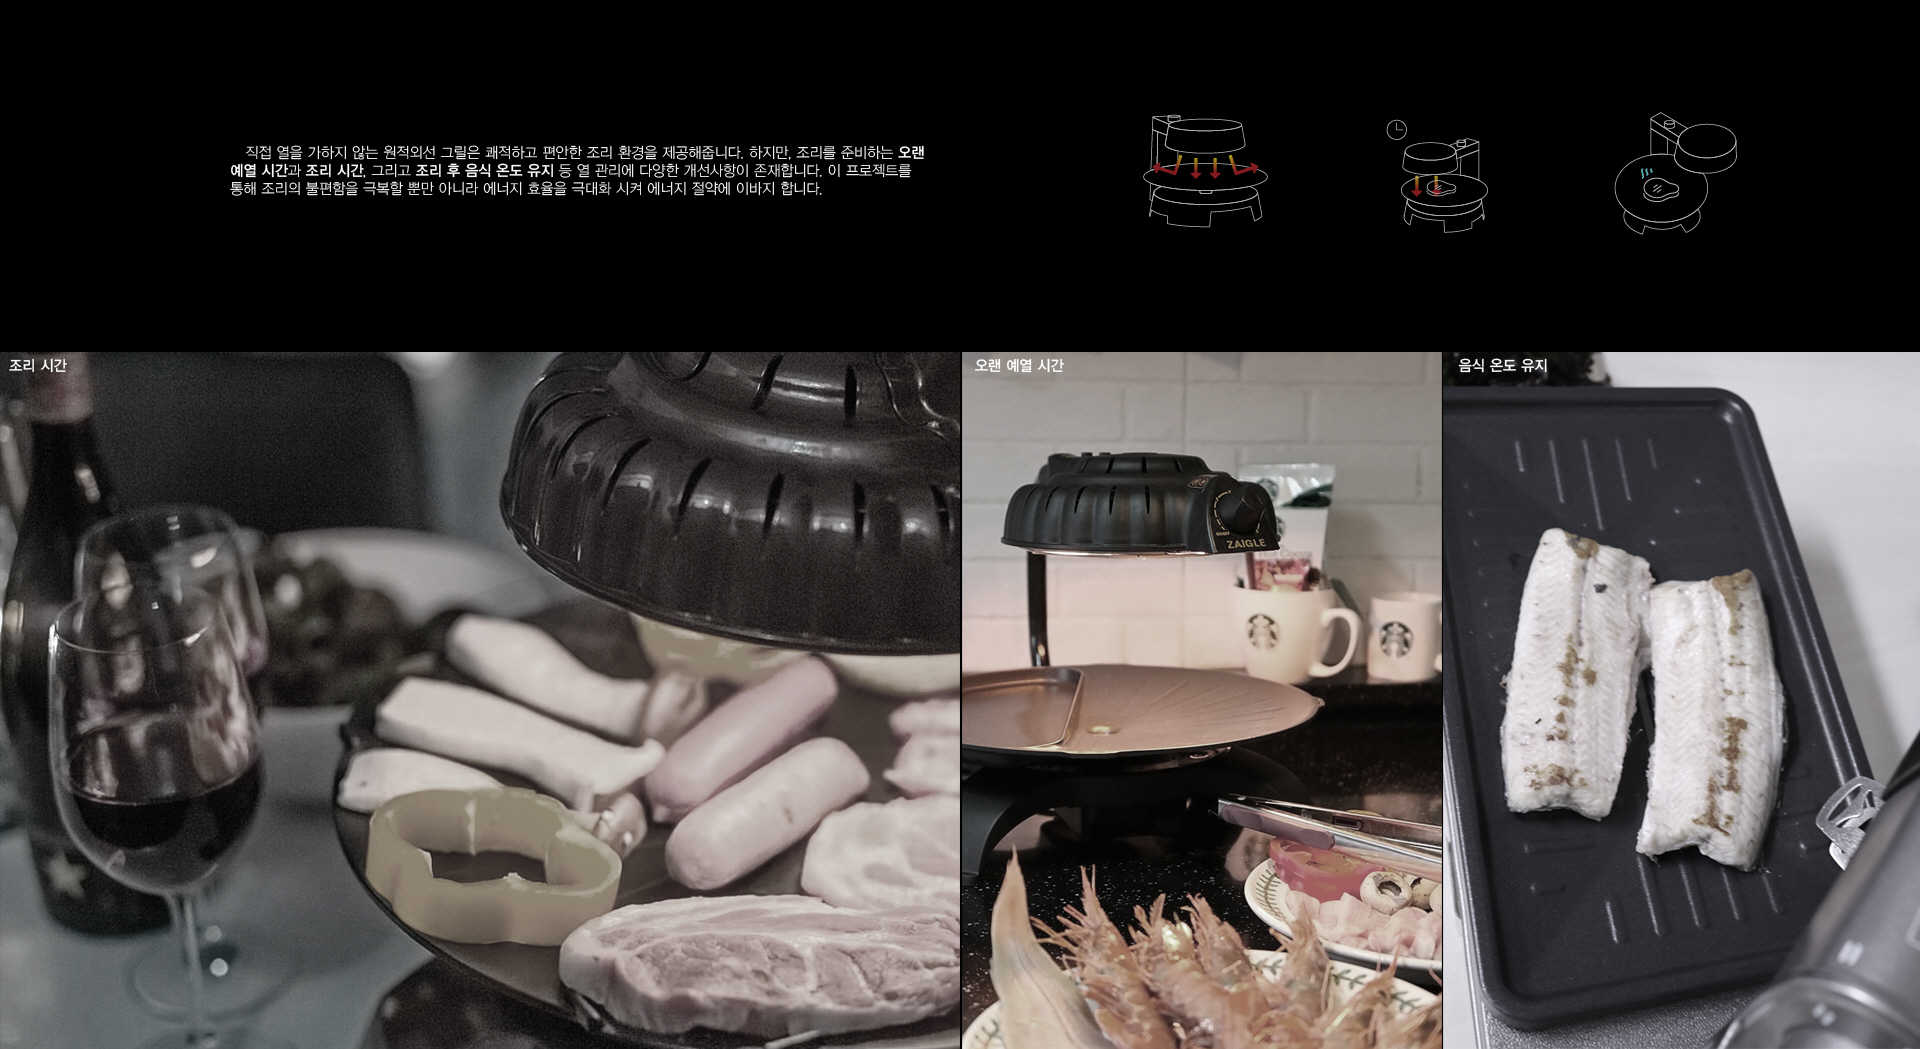 직접 열을 가하지 않는 원적외선 그릴은 쾌적하고 편안한 조리 환경을 제공해줍니다. 하지만, 조리를 준비하는 오랜
예열 시간과 조리 시간, 그리고 조리 후 음식 온도 유지 등 열 관리에 다양한 개선사항이 존재합니다. 이 프로젝트를
통해 조리의 불편함을 극복할 뿐만 아니라 에너지 효율을 극대화 시켜 에너지 절약에 이바지 합니다.
조리 시간
오랜 예열 시간
음식 온도 유지
ZAIGLE